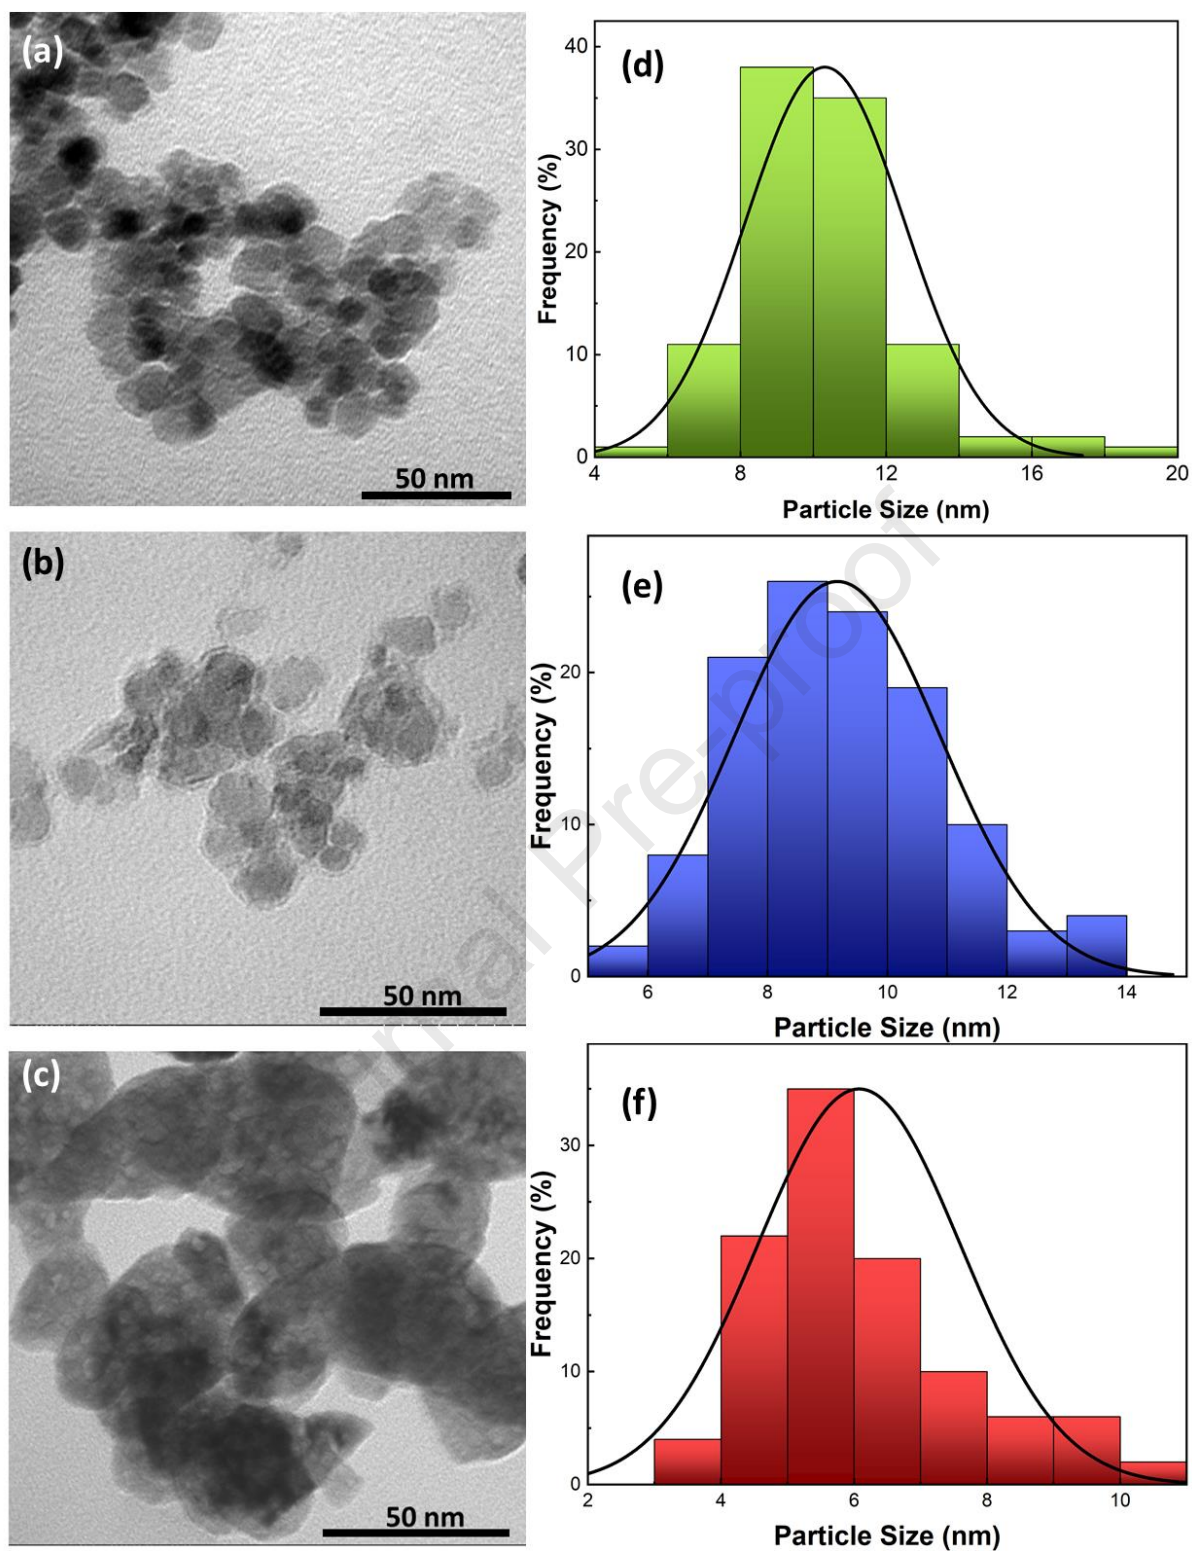 (a)
50 nm
(d)
Frequency (%)
40
30
20
10
0
4 8 12 16 20
Particle Size (nm)
(b)
50 nm
(e)
Frequency (%)
20
10
0
6 8 10 12 14
Particle Size (nm)
(c)
50 nm
(f)
Frequency (%)
30
20
10
0
2 4 6 8 10
Particle Size (nm)
Pre-proof